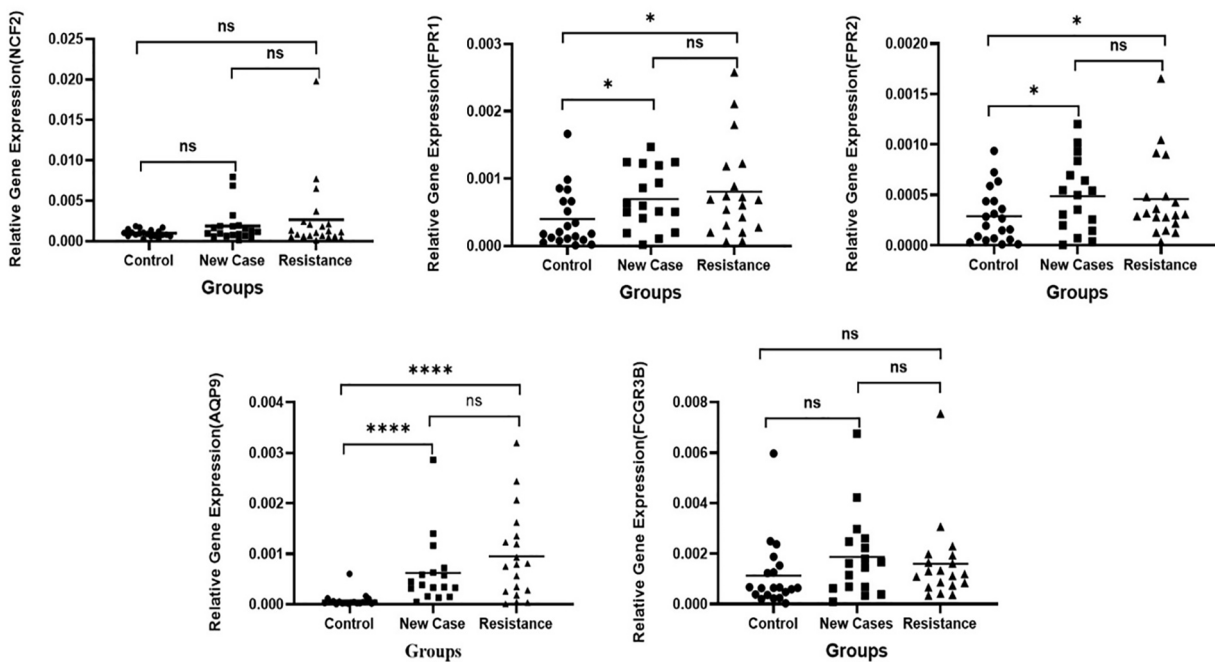 Relative Gene Expression(NCF2)
ns
ns
ns
0.025
0.020
0.015
0.010
0.005
0.000
Control New Case Resistance
Groups
Relative Gene Expression(FPR1)
*
ns
*
0.003
0.002
0.001
0.000
Control New Case Resistance
Groups
Relative Gene Expression(FPR2)
*
ns
*
0.0020
0.0015
0.0010
0.0005
0.0000
Control New Cases Resistance
Groups
Relative Gene Expression(AQP9)
****
ns
****
0.004
0.003
0.002
0.001
0.000
Control New Case Resistance
Groups
Relative Gene Expression(FCGR3B)
ns
ns
ns
0.008
0.006
0.004
0.002
0.000
Control New Cases Resistance
Groups